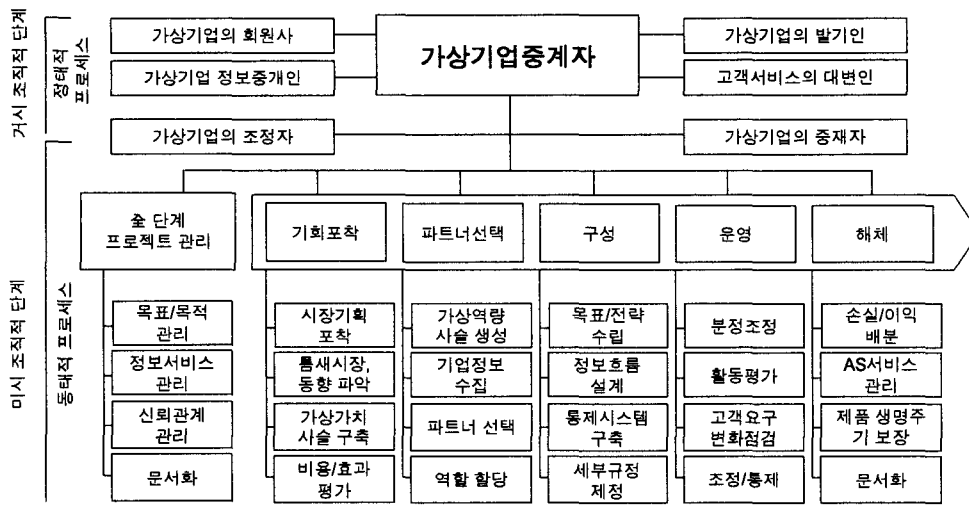 거시 조직적 단계
정태적
프로세스
가상기업의 회원사
가상기업 정보중개인
가상기업중계자
가상기업의 발기인
고객서비스의 대변인
가상기업의 조정자
가상기업의 중재자
미시 조직적 단계
동태적 프로세스
全 단계
프로젝트 관리
기회포착
파트너선택
구성
운영
해체
목표/목적
관리
정보서비스
관리
신뢰관계
관리
문서화
시장기획
포착
틈새시장,
동향 파악
가상가치
사슬 구축
비용/효과
평가
가상역량
사슬 생성
기업정보
수집
파트너 선택
역할 할당
목표/전략
수립
정보흐름
설계
통제시스템
구축
세부규정
제정
분정조정
활동평가
고객요구
변화점검
조정/통제
손실/이익
배분
AS서비스
관리
제품 생명주
기 보장
문서화